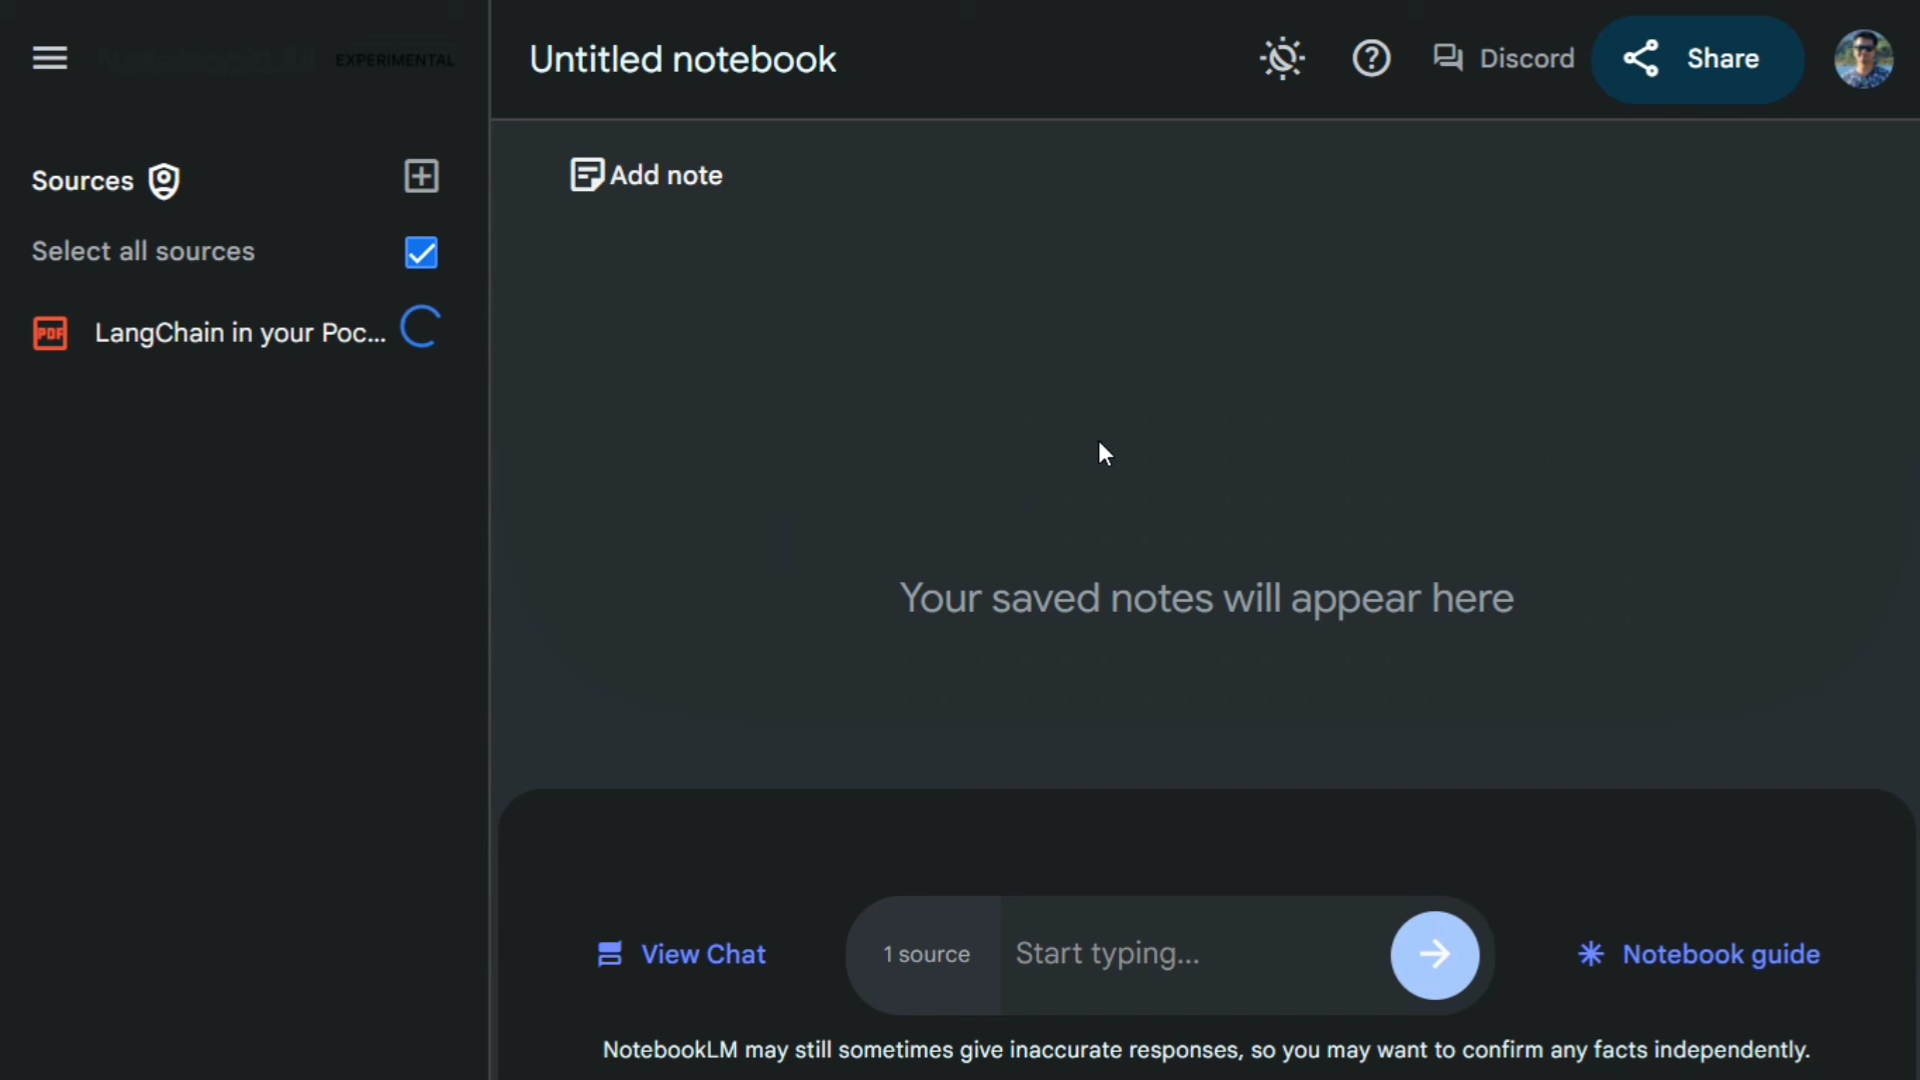 EXPERIMENTAL
Untitled notebook
Discord
Share
Sources
Select all sources
PDF
LangChain in your Poc...
Add note
Your saved notes will appear here
View Chat
1 source
Start typing...
Notebook guide
NotebookLM may still sometimes give inaccurate responses, so you may want to confirm any facts independently.